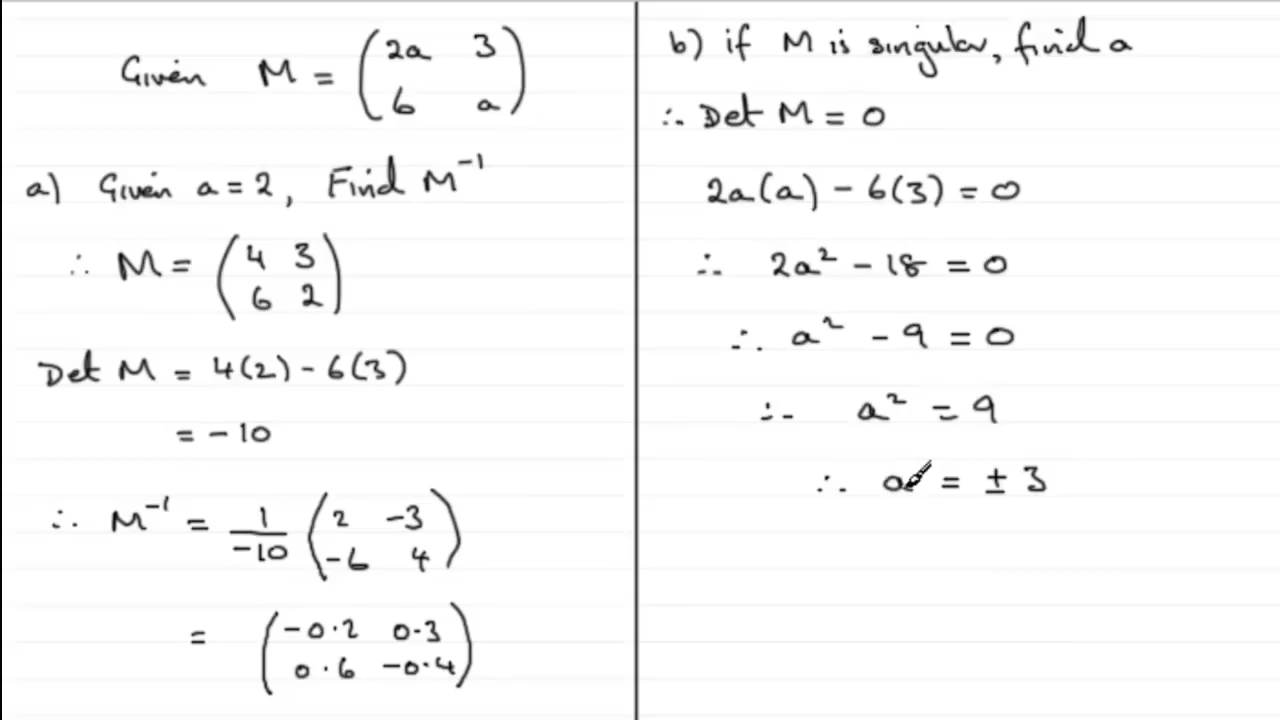 Given M = (2a 3
6 a)
a) Given a = 2, Find M⁻¹
∴ M = (4 3
6 2)
Det M = 4(2) - 6(3)
= -10
∴ M⁻¹ = 1/-10 (2 -3
-6 4)
= (-0.2 0.3
0.6 -0.4)
b) if M is singular, find a
∴ Det M = 0
2a(a) - 6(3) = 0
∴ 2a² - 18 = 0
∴ a² - 9 = 0
∴ a² = 9
∴ a = ± 3